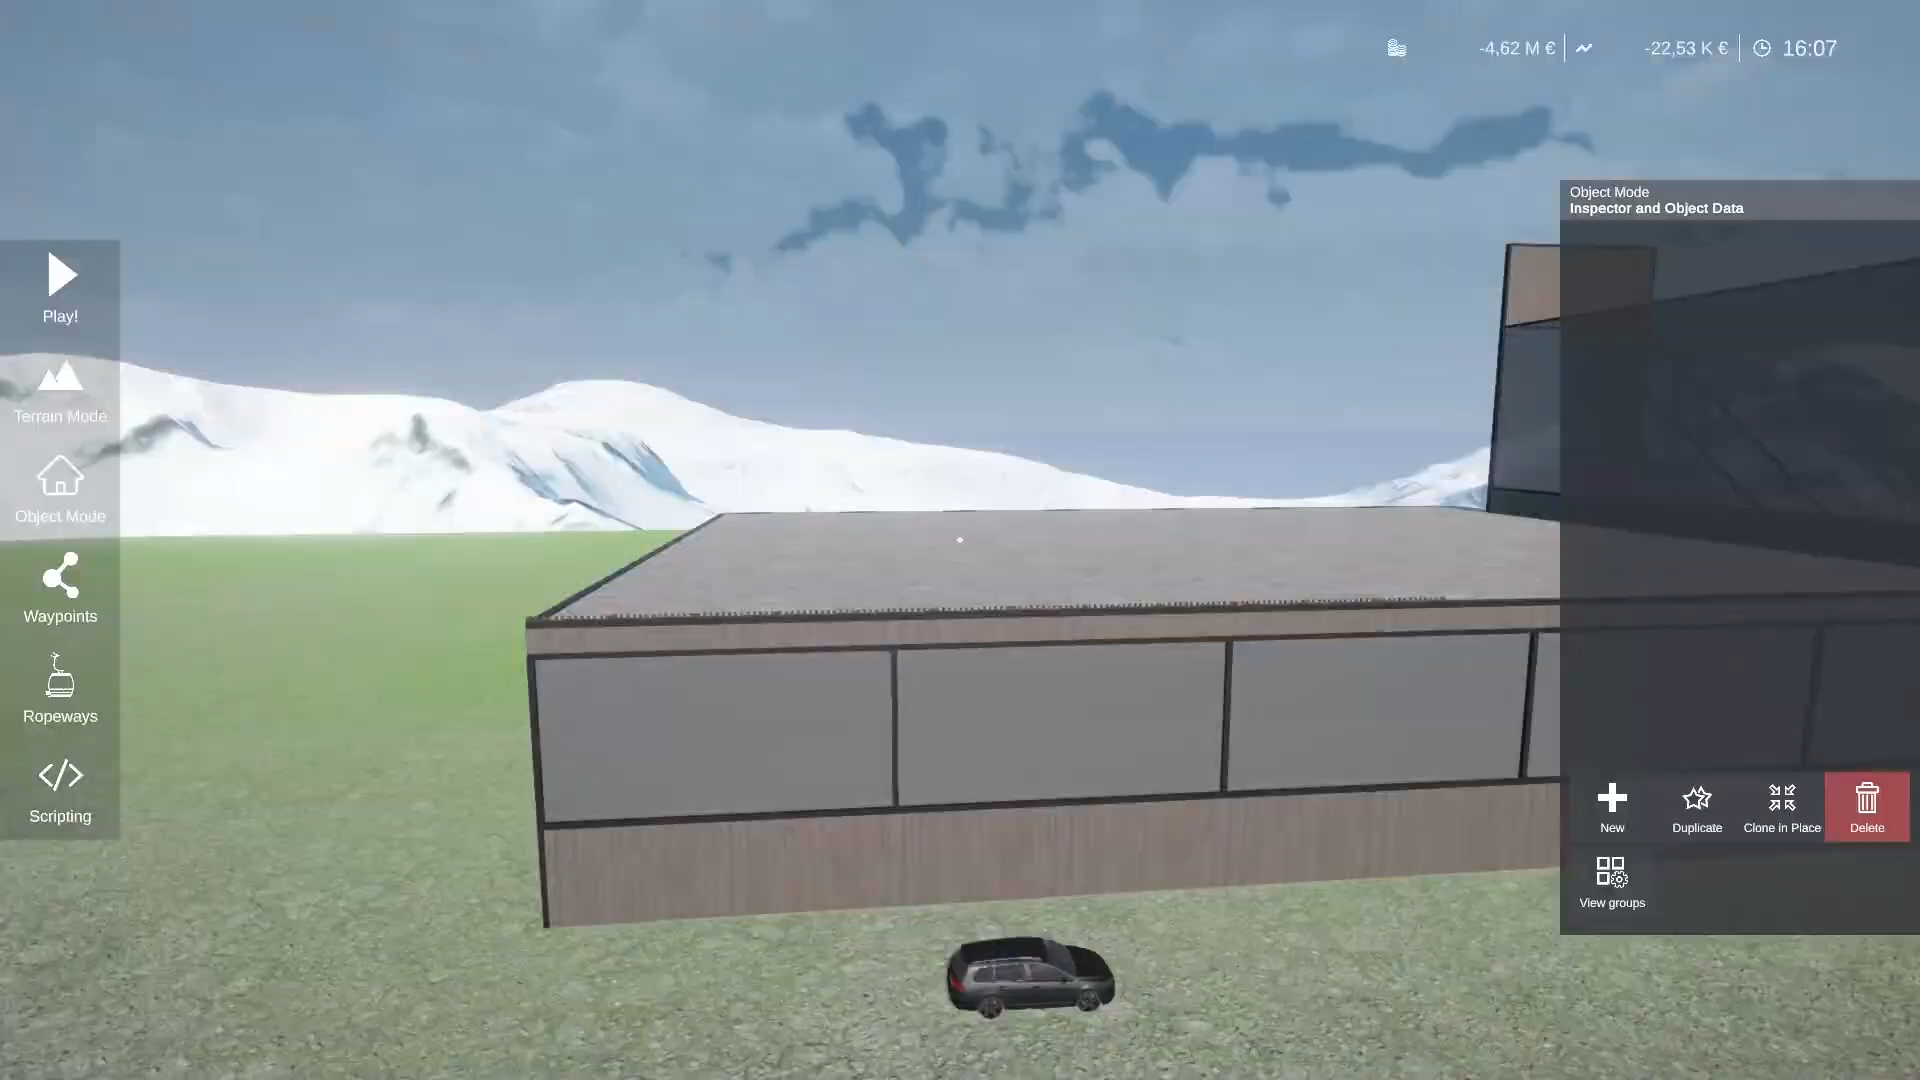 -4,62 M €
-22,53 K €
16:07
Object Mode
Inspector and Object Data
Play!
Terrain Mode
Object Mode
Waypoints
Ropeways
Scripting
New
Duplicate
Clone in Place
Delete
View groups